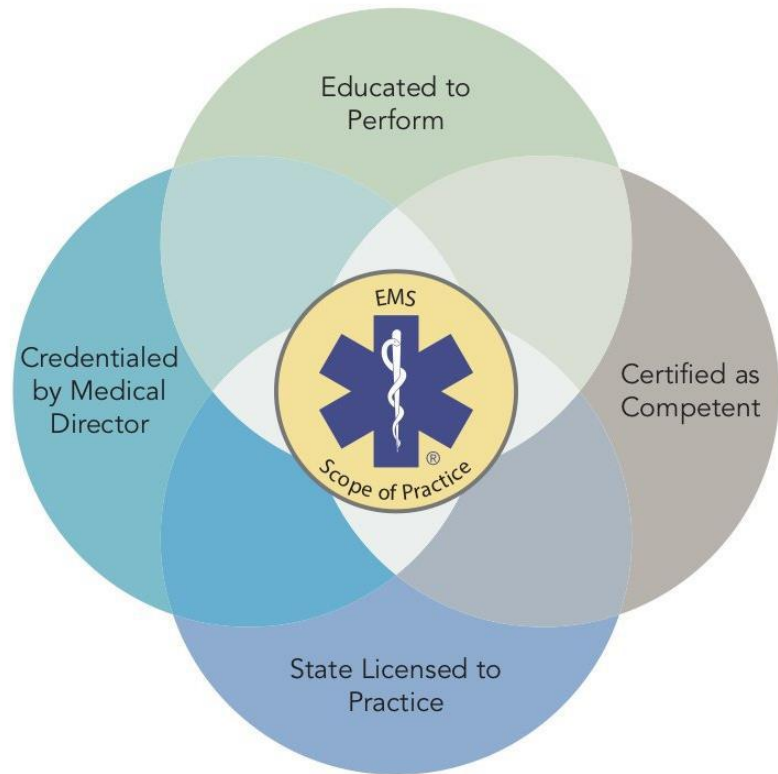 Educated to
Perform
EMS
Credentialed
by Medical
Director
Certified as
Competent
®
Scope of Practice
State Licensed to
Practice